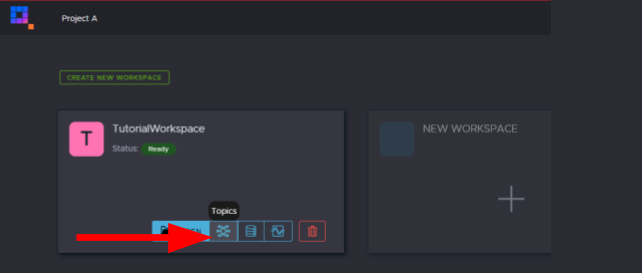 Project A
CREATE NEW WORKSPACE
T
TutorialWorkspace
NEW WORKSPACE
Status: Ready
Topics